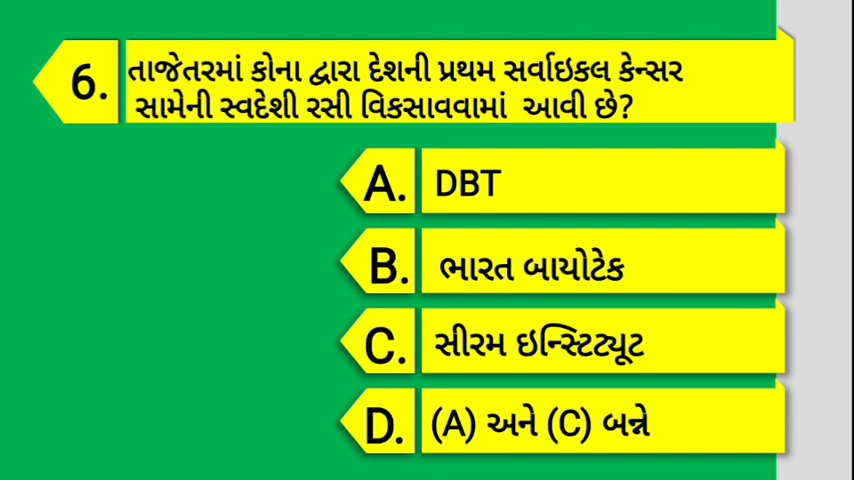 6. તાજેતરમાં કોના દ્વારા દેશની પ્રથમ સર્વાઇકલ કેન્સર
સામેની સ્વદેશી રસી વિકસાવવામાં આવી છે?
A. DBT
B. ભારત બાયોટેક
C. સીરમ ઇન્સ્ટિટ્યૂટ
D. (A) અને (C) બન્ને